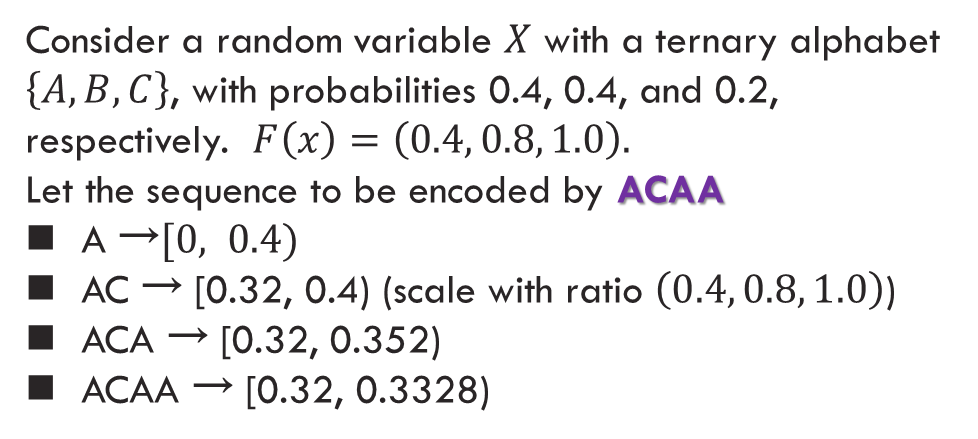 Consider a random variable X with a ternary alphabet
{A, B, C}, with probabilities 0.4, 0.4, and 0.2,
respectively. F(x) = (0.4, 0.8, 1.0).
Let the sequence to be encoded by ACAA
■ A →[0, 0.4)
■ AC → [0.32, 0.4) (scale with ratio (0.4, 0.8, 1.0))
■ ACA → [0.32, 0.352)
■ ACAA → [0.32, 0.3328)